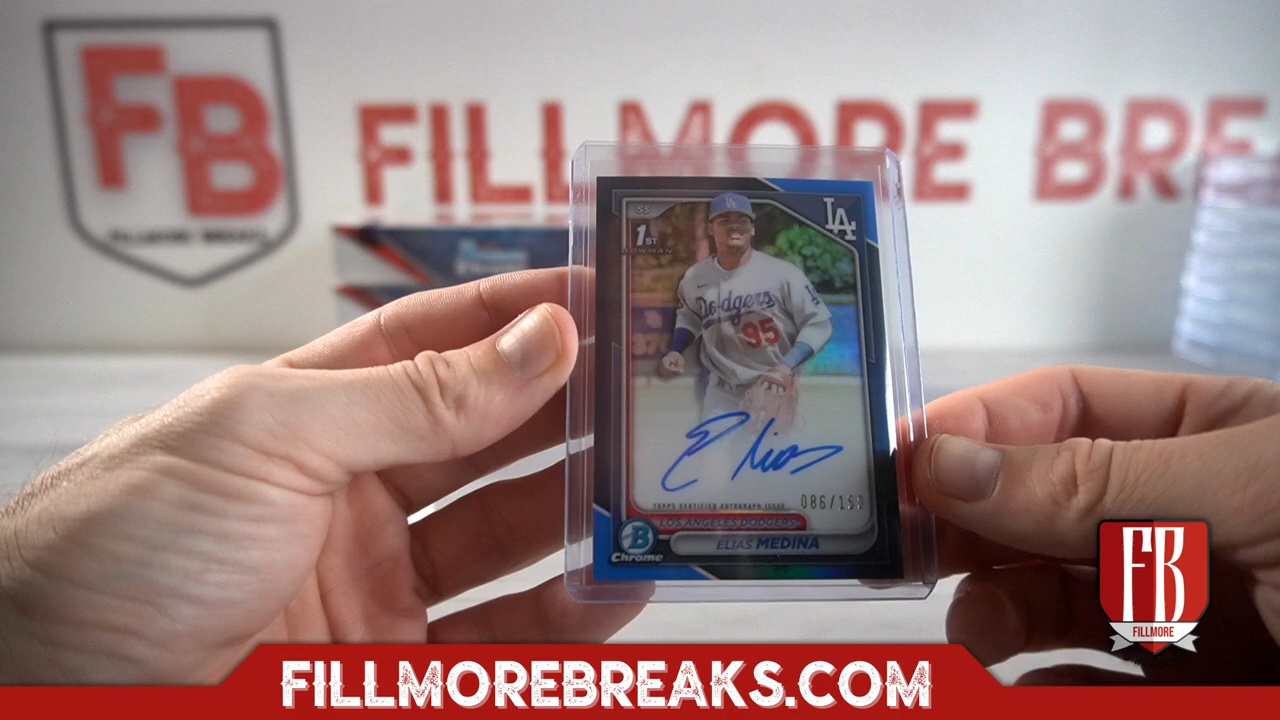 FB
FILLMORE BRE
SS
1ST
BOWMAN
LA
Dodgers
95
Elias
TOPPS CERTIFIED AUTOGRAPH ISSUE
086/150
LOS ANGELES DODGERS
B
Chrome
ELIAS MEDINA
FB
FILLMORE
FILLMOREBREAKS.COM